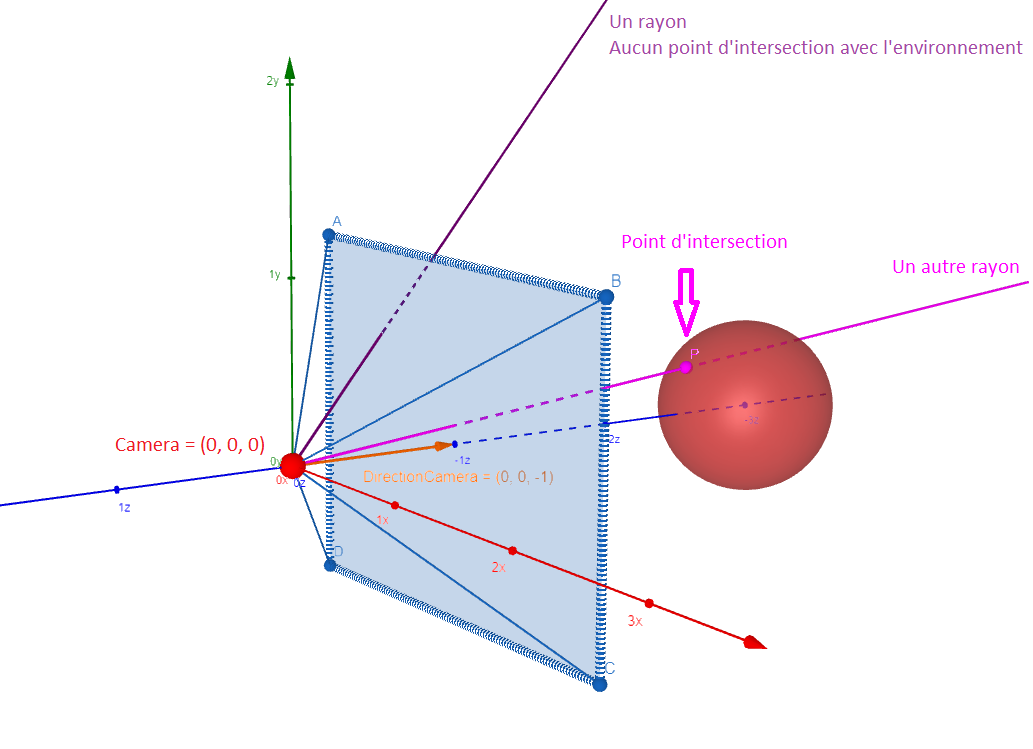 Un rayon
Aucun point d'intersection avec l'environnement
2y
A
Point d'intersection
Un autre rayon
1y
B
P
-3z
2z
Camera = (0, 0, 0)
0y
-1z
0x
0z
DirectionCamera = (0, 0, -1)
1z
1x
D
2x
3x
C